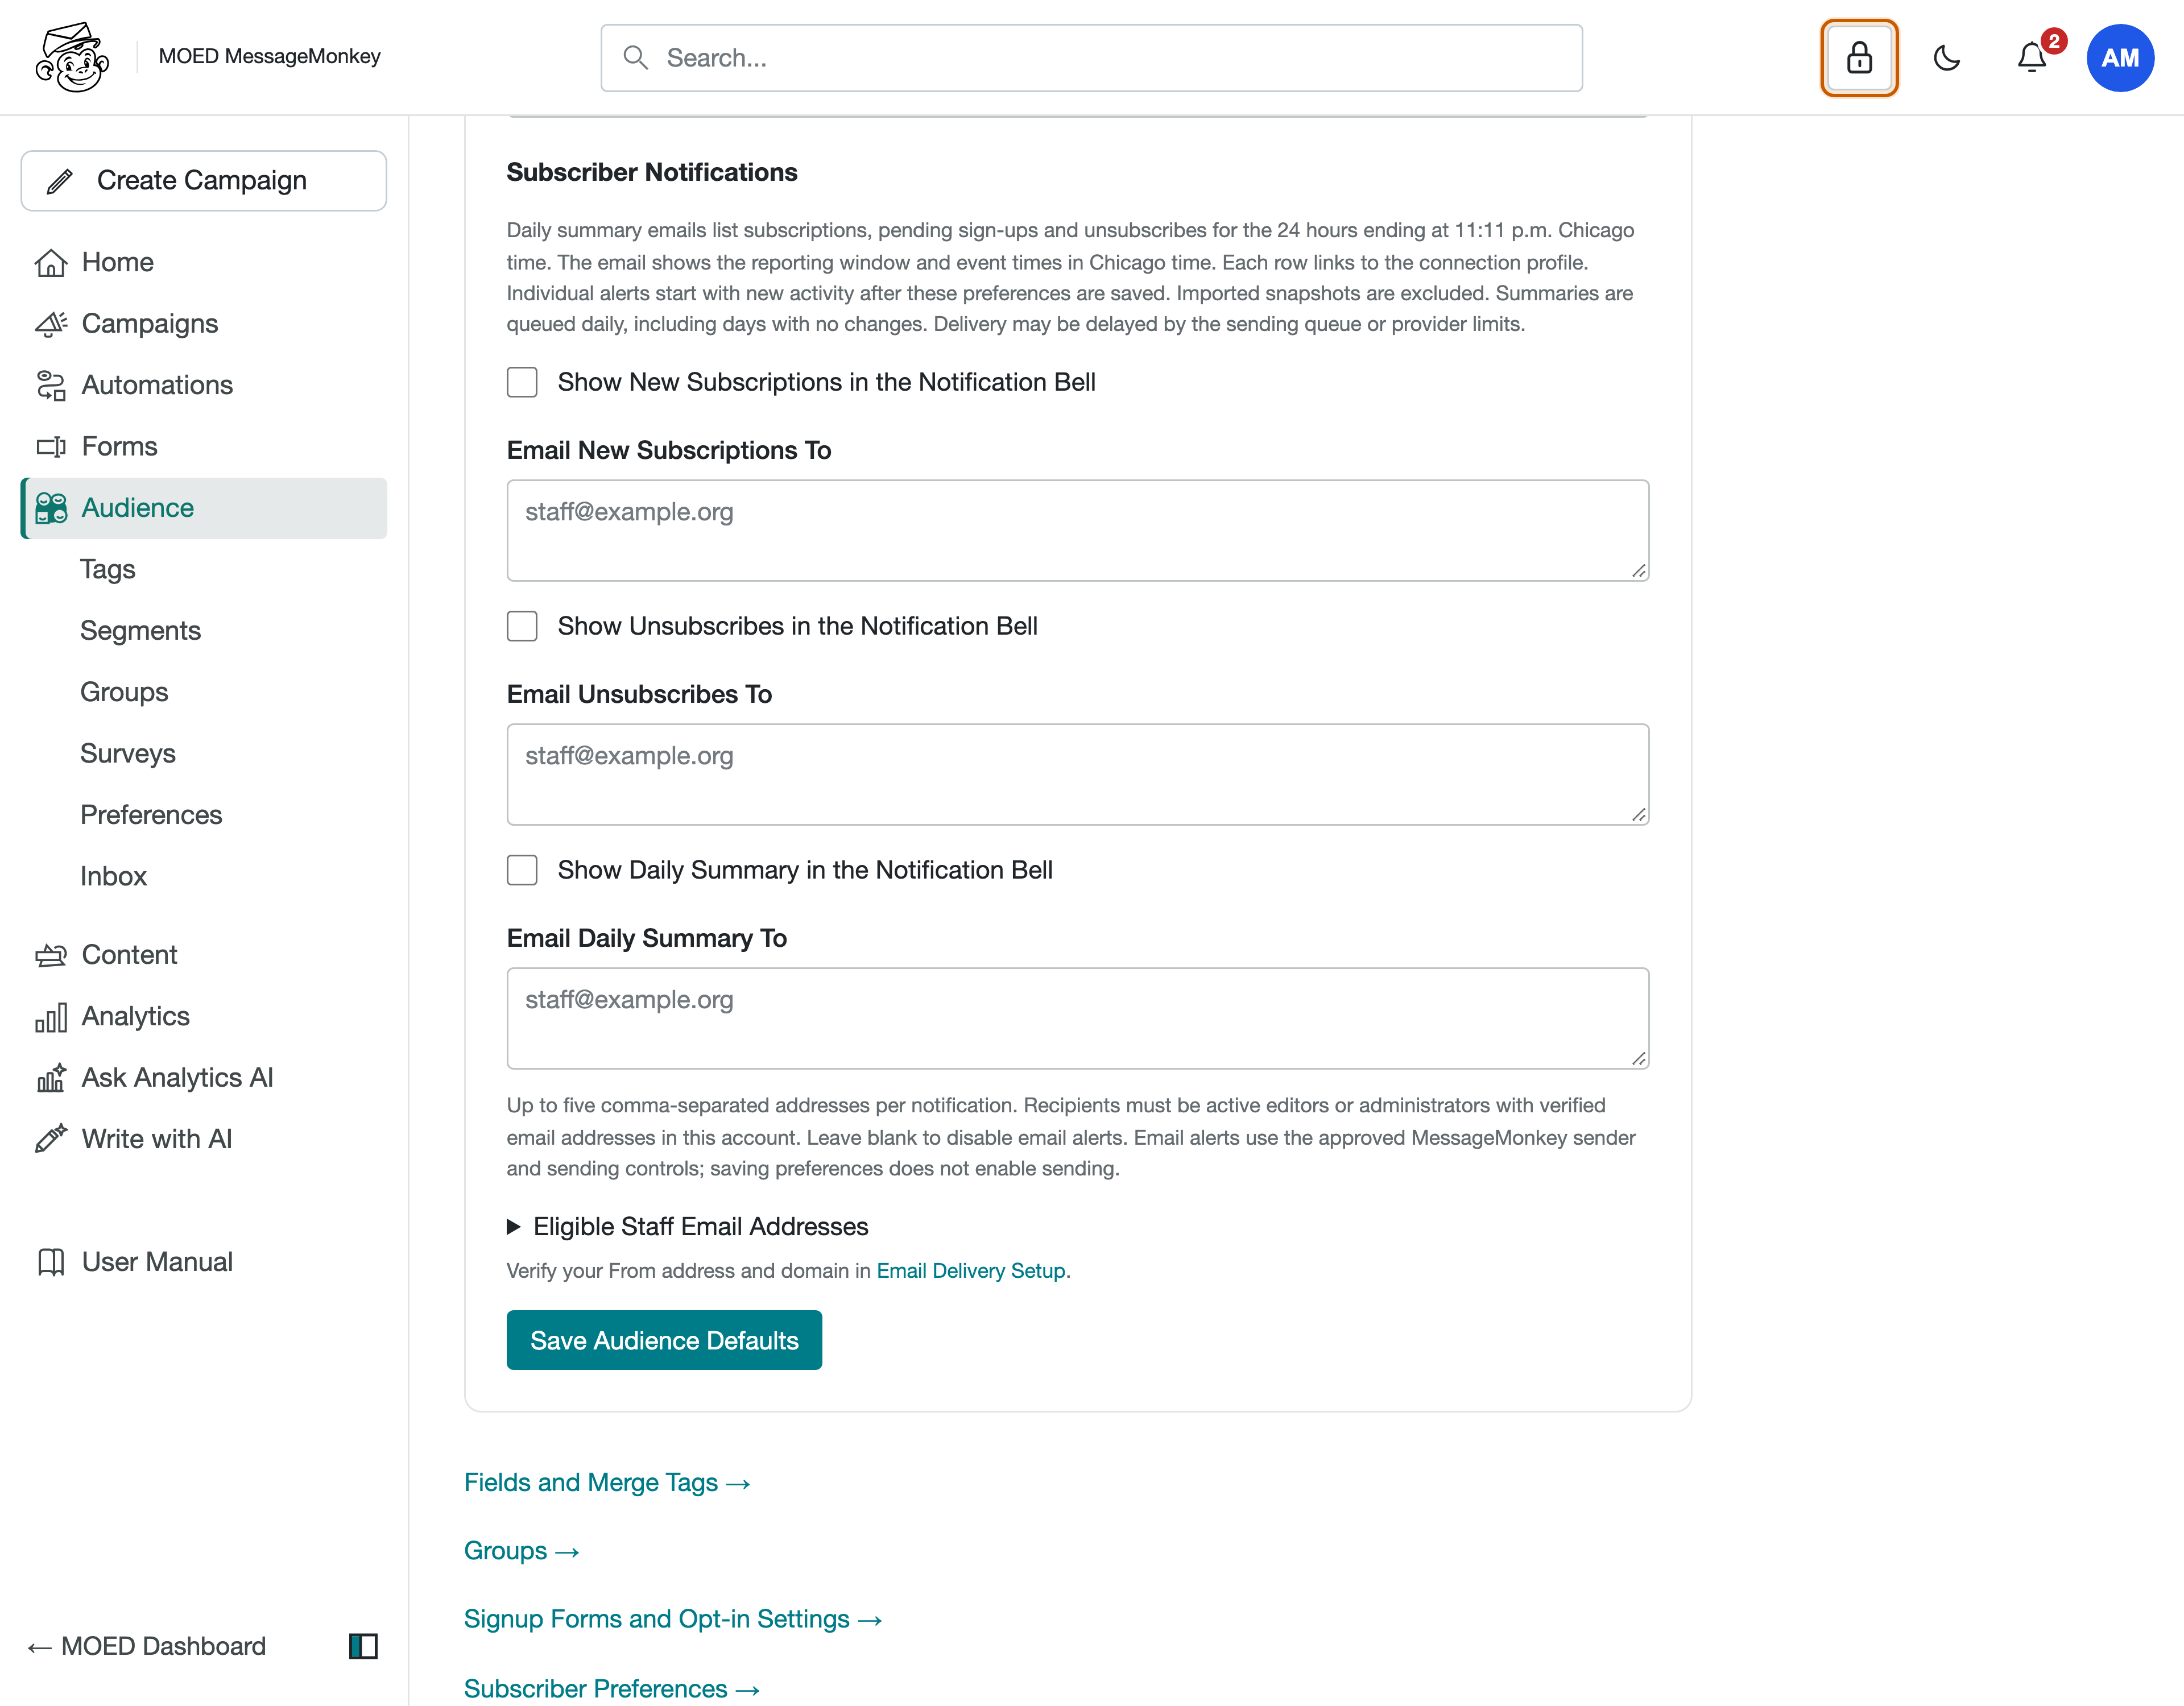 MOED MessageMonkey
Search...
2
AM
Create Campaign
Home
Campaigns
Automations
Forms
Audience
Tags
Segments
Groups
Surveys
Preferences
Inbox
Content
Analytics
Ask Analytics AI
Write with AI
User Manual
← MOED Dashboard
Subscriber Notifications
Daily summary emails list subscriptions, pending sign-ups and unsubscribes for the 24 hours ending at 11:11 p.m. Chicago
time. The email shows the reporting window and event times in Chicago time. Each row links to the connection profile.
Individual alerts start with new activity after these preferences are saved. Imported snapshots are excluded. Summaries are
queued daily, including days with no changes. Delivery may be delayed by the sending queue or provider limits.
Show New Subscriptions in the Notification Bell
Email New Subscriptions To
staff@example.org
Show Unsubscribes in the Notification Bell
Email Unsubscribes To
staff@example.org
Show Daily Summary in the Notification Bell
Email Daily Summary To
staff@example.org
Up to five comma-separated addresses per notification. Recipients must be active editors or administrators with verified
email addresses in this account. Leave blank to disable email alerts. Email alerts use the approved MessageMonkey sender
and sending controls; saving preferences does not enable sending.
Eligible Staff Email Addresses
Verify your From address and domain in Email Delivery Setup.
Save Audience Defaults
Fields and Merge Tags →
Groups →
Signup Forms and Opt-in Settings →
Subscriber Preferences →